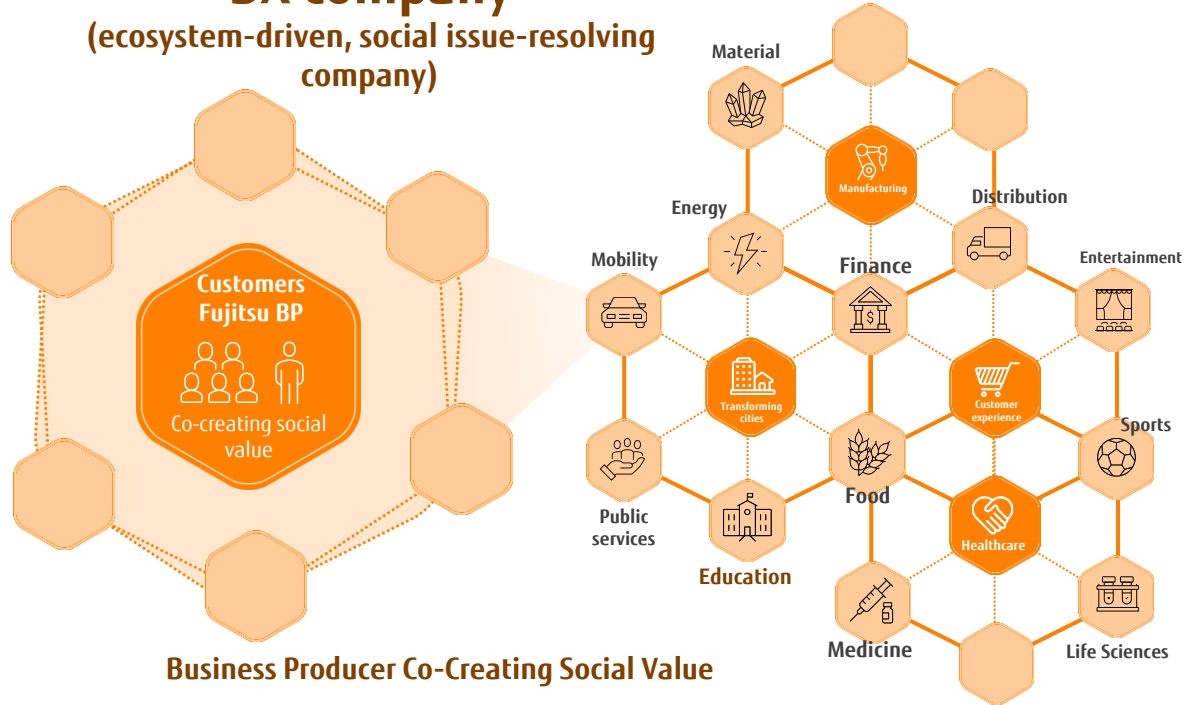 DX company
(ecosystem-driven, social issue-resolving
company)
Customers
Fujitsu BP
Co-creating social
value
Business Producer Co-Creating Social Value
Material
Manufacturing
Energy
Distribution
Mobility
Finance
Entertainment
Transforming
cities
Customer
experience
Sports
Public
services
Food
Education
Healthcare
Medicine
Life Sciences